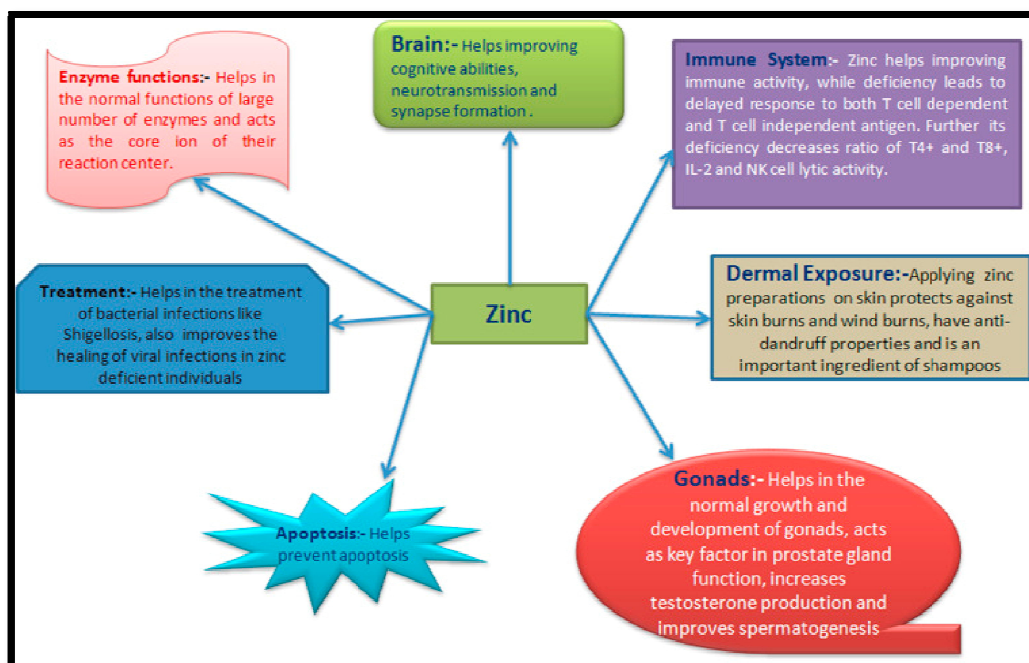 Enzyme functions:- Helps in
the normal functions of large
number of enzymes and acts
as the core ion of their
reaction center.
Brain:- Helps improving
cognitive abilities,
neurotransmission and
synapse formation .
Immune System:- Zinc helps improving
immune activity, while deficiency leads to
delayed response to both T cell dependent
and T cell independent antigen. Further its
deficiency decreases ratio of T4+ and T8+,
IL-2 and NK cell lytic activity.
Treatment:- Helps in the treatment
of bacterial infections like
Shigellosis, also improves the
healing of viral infections in zinc
deficient individuals
Zinc
Dermal Exposure:-Applying zinc
preparations on skin protects against
skin burns and wind burns, have anti-
dandruff properties and is an
important ingredient of shampoos
Apoptosis:- Helps
prevent apoptosis
Gonads:- Helps in the
normal growth and
development of gonads, acts
as key factor in prostate gland
function, increases
testosterone production and
improves spermatogenesis